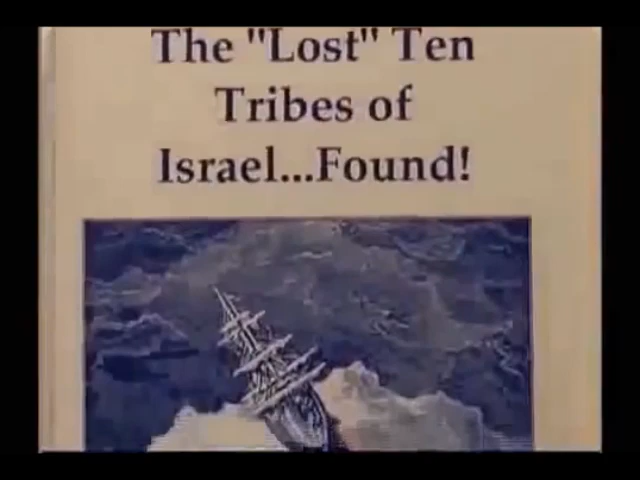 The "Lost" Ten
Tribes of
Israel...Found!